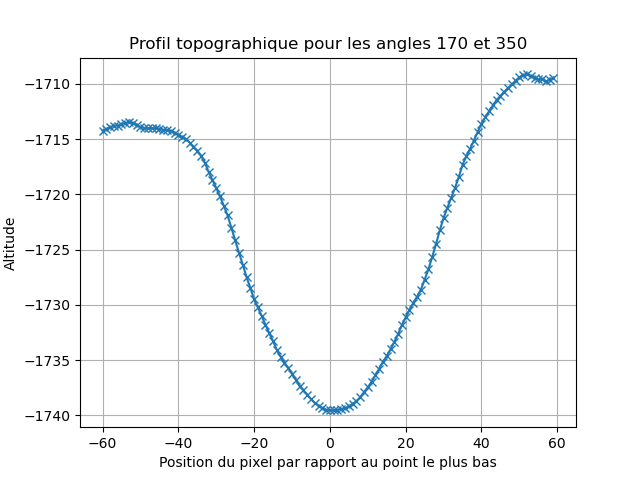 Profil topographique pour les angles 170 et 350
−1710
−1715
−1720
−1725
−1730
−1735
−1740
Altitude
−60 −40 −20 0 20 40 60
Position du pixel par rapport au point le plus bas